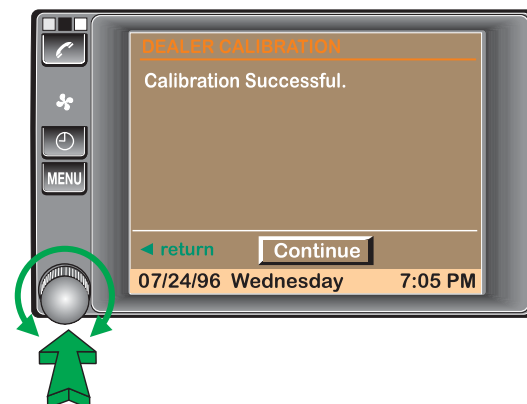 DEALER CALIBRATION
Calibration Successful.
MENU
◄ return Continue
07/24/96 Wednesday 7:05 PM